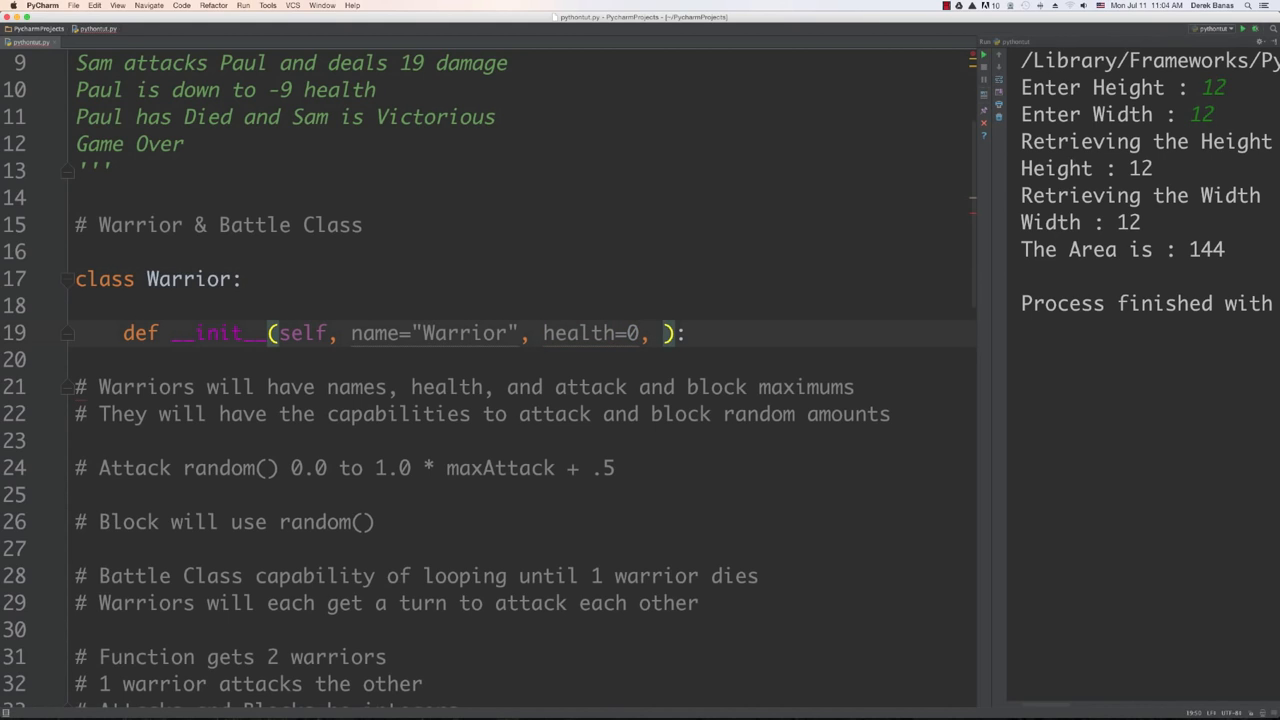 PyCharm File Edit View Navigate Code Refactor Run Tools VCS Window Help 10 Mon Jul 11 11:04 AM Derek Banas
pythontut.py - PycharmProjects - [~/PycharmProjects]
PycharmProjects pythontut.py pythontut
pythontut.py Run pythontut
9 Sam attacks Paul and deals 19 damage
10 Paul is down to -9 health
11 Paul has Died and Sam is Victorious
12 Game Over
13 '''
14
15 # Warrior & Battle Class
16
17 class Warrior:
18
19 def __init__(self, name="Warrior", health=0, ):
20
21 # Warriors will have names, health, and attack and block maximums
22 # They will have the capabilities to attack and block random amounts
23
24 # Attack random() 0.0 to 1.0 * maxAttack + .5
25
26 # Block will use random()
27
28 # Battle Class capability of looping until 1 warrior dies
29 # Warriors will each get a turn to attack each other
30
31 # Function gets 2 warriors
32 # 1 warrior attacks the other
/Library/Frameworks/Py
Enter Height : 12
Enter Width : 12
Retrieving the Height
Height : 12
Retrieving the Width
Width : 12
The Area is : 144
Process finished with
19:50 LF UTF-8